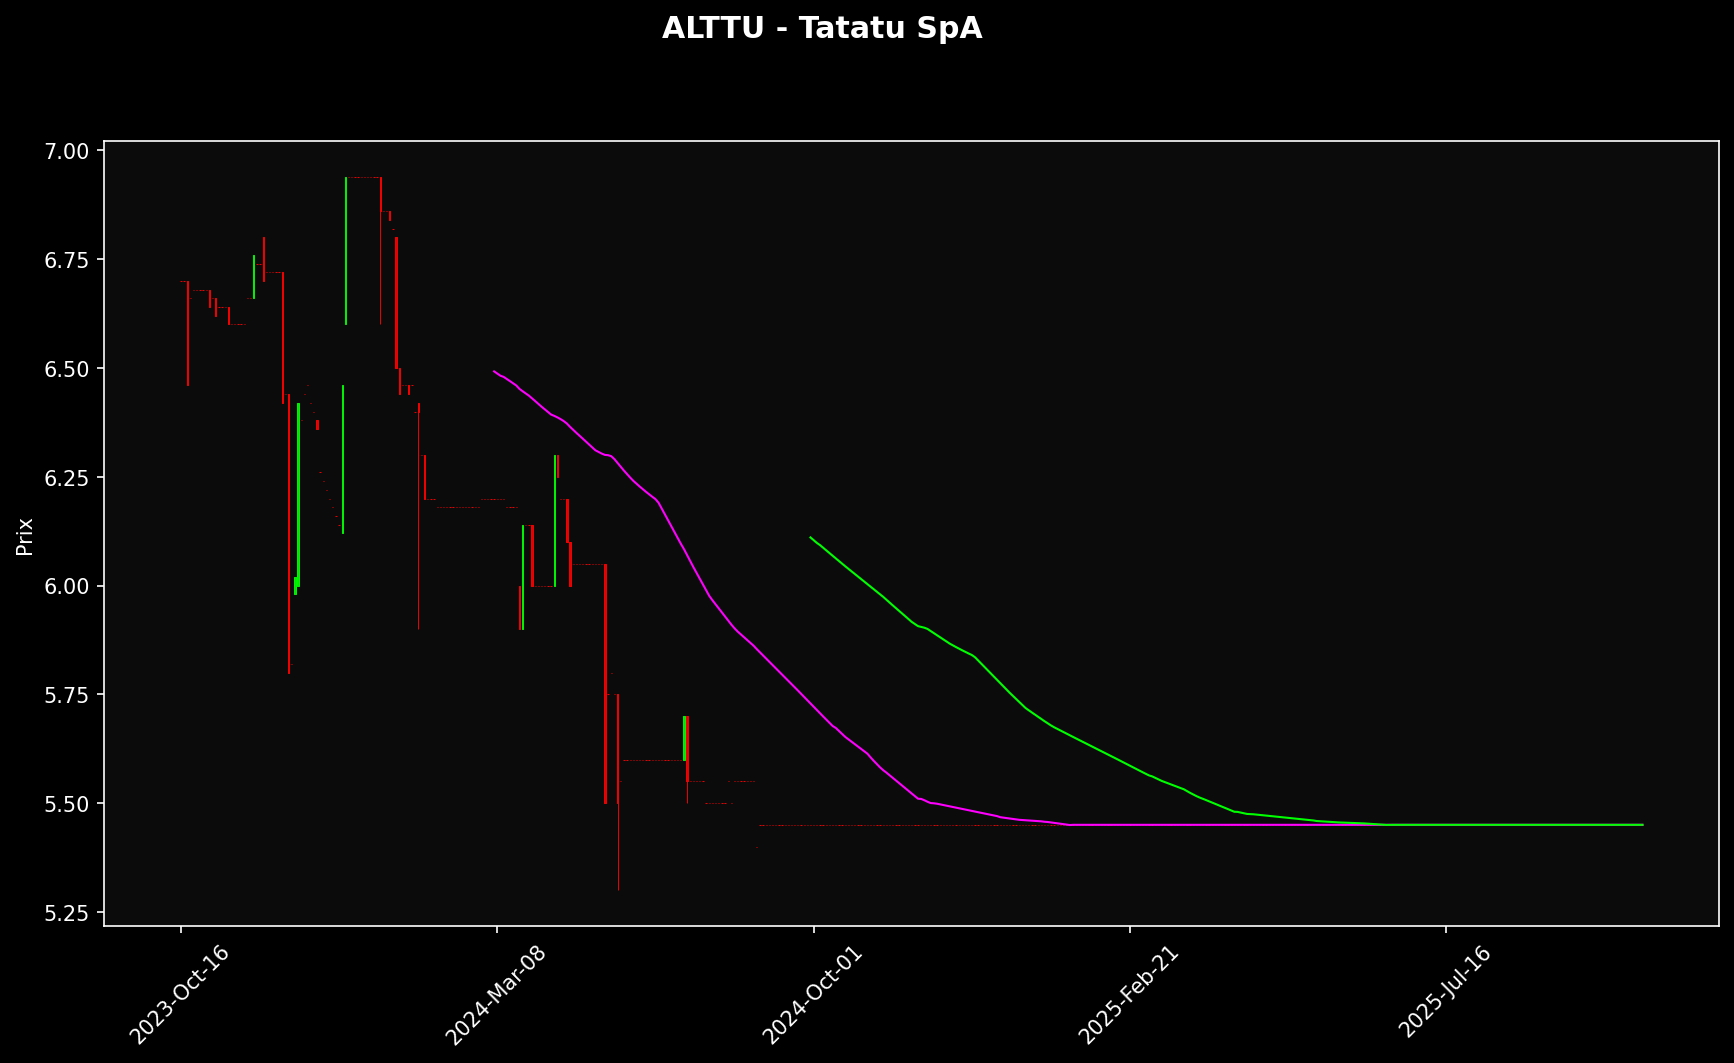 ALTTU - Tatatu SpA
7.00
6.75
6.50
6.25
6.00
5.75
5.50
5.25
Prix
2023-Oct-16
2024-Mar-08
2024-Oct-01
2025-Feb-21
2025-Jul-16